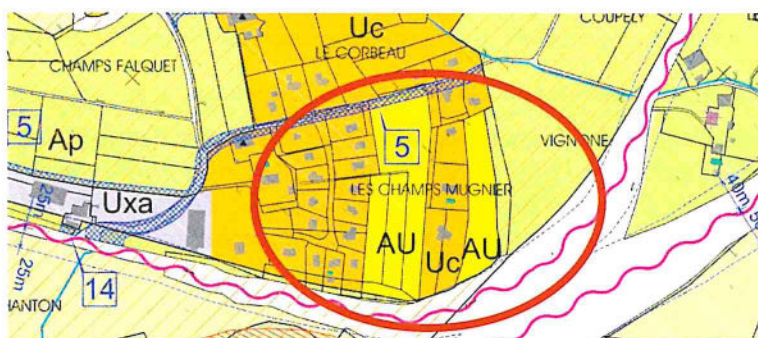 Uc
COUPELY
LE CORBEAU
CHAMPS FALQUET
5
Ap
5
VIGNONE
LES CHAMPS MUGNIER
Uxa
25m
40m
AU
Uc
AU
25m
14
HANTON